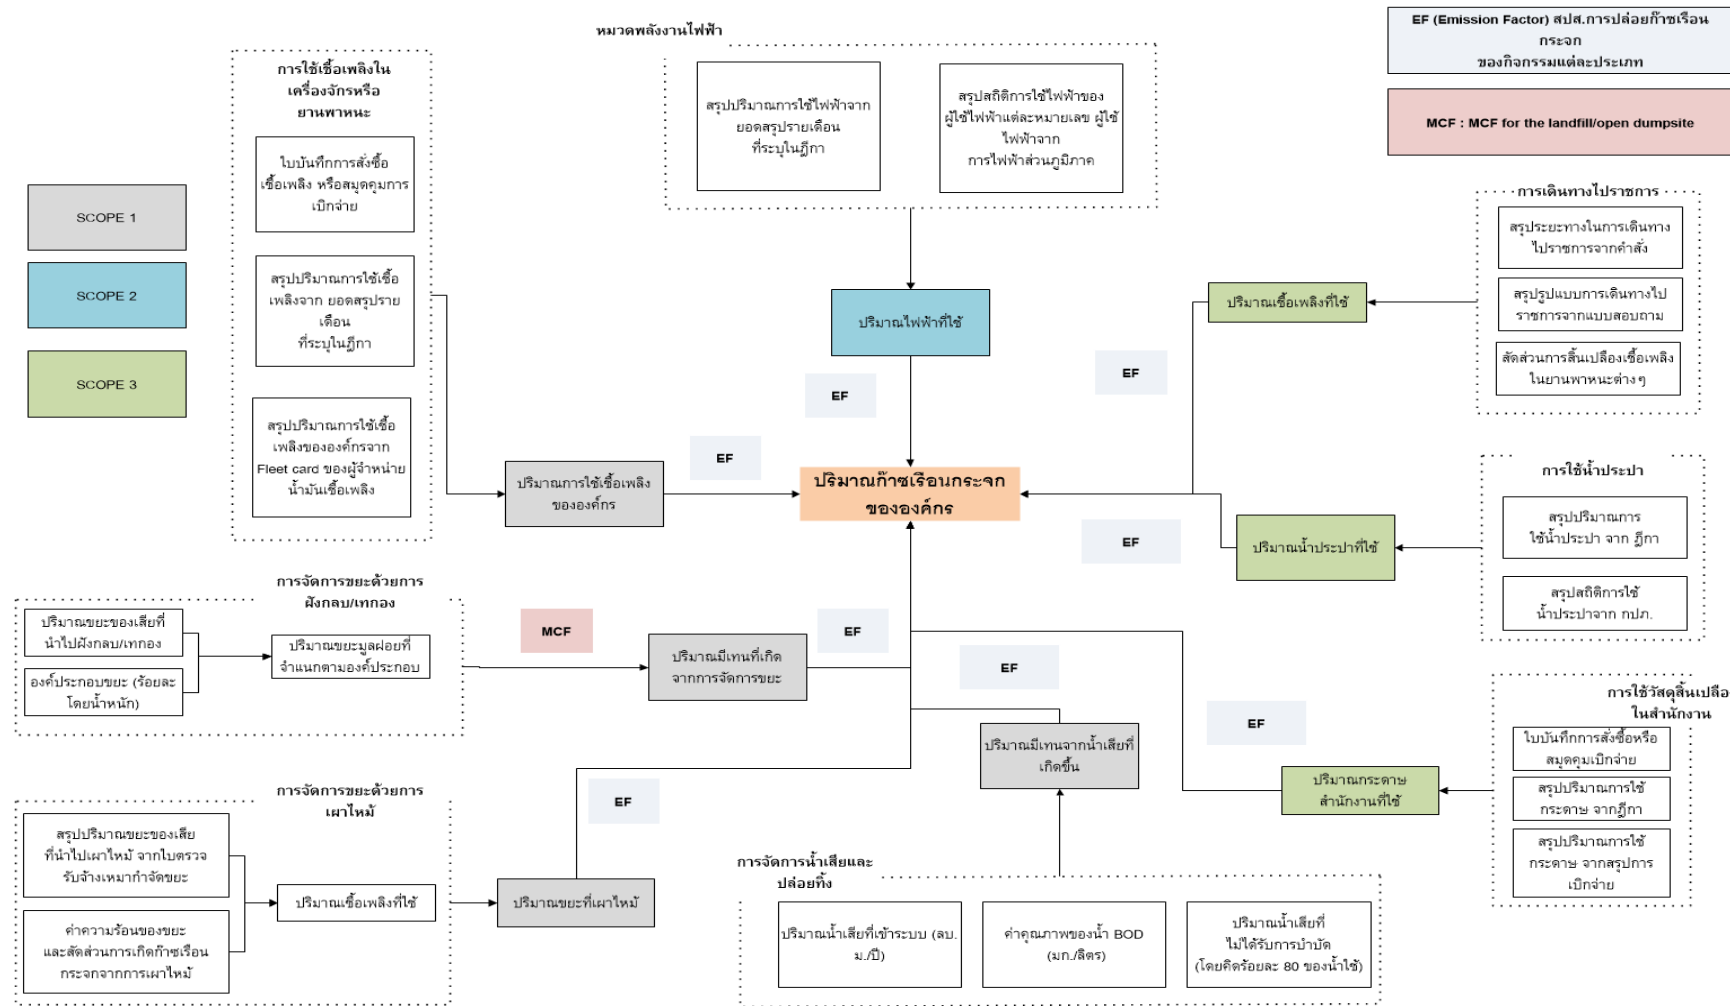 หมวดพลังงานไฟฟ้า
สรุปปริมาณการใช้ไฟฟ้าจาก
ยอดสรุปรายเดือน
ที่ระบุในฎีกา
สรุปสถิติการใช้ไฟฟ้าของ
ผู้ใช้ไฟฟ้าแต่ละหมายเลข ผู้ใช้
ไฟฟ้าจาก
การไฟฟ้าส่วนภูมิภาค
EF (Emission Factor) สปส.การปล่อยก๊าซเรือน
กระจก
ของกิจกรรมแต่ละประเภท
MCF : MCF for the landfill/open dumpsite
SCOPE 1
SCOPE 2
SCOPE 3
การใช้เชื้อเพลิงใน
เครื่องจักรหรือ
ยานพาหนะ
ใบบันทึกการสั่งซื้อ
เชื้อเพลิง หรือสมุดคุมการ
เบิกจ่าย
สรุปปริมาณการใช้เชื้อ
เพลิงจาก ยอดสรุปราย
เดือน
ที่ระบุในฎีกา
สรุปปริมาณการใช้เชื้อ
เพลิงขององค์กรจาก
Fleet card ของผู้จำหน่าย
น้ำมันเชื้อเพลิง
ปริมาณการใช้เชื้อเพลิง
ขององค์กร
EF
ปริมาณไฟฟ้าที่ใช้
EF
ปริมาณก๊าซเรือนกระจก
ขององค์กร
การเดินทางไปราชการ
สรุประยะทางในการเดินทาง
ไปราชการจากคำสั่ง
สรุปรูปแบบการเดินทางไป
ราชการจากแบบสอบถาม
สัดส่วนการสิ้นเปลืองเชื้อเพลิง
ในยานพาหนะต่างๆ
ปริมาณเชื้อเพลิงที่ใช้
EF
การใช้น้ำประปา
สรุปปริมาณการ
ใช้น้ำประปา จาก ฎีกา
สรุปสถิติการใช้
น้ำประปาจาก กปภ.
ปริมาณน้ำประปาที่ใช้
EF
การจัดการขยะด้วยการ
ฝังกลบ/เทกอง
ปริมาณขยะของเสียที่
นำไปฝังกลบ/เทกอง
องค์ประกอบขยะ (ร้อยละ
โดยน้ำหนัก)
ปริมาณขยะมูลฝอยที่
จำแนกตามองค์ประกอบ
MCF
ปริมาณมีเทนที่เกิด
จากการจัดการขยะ
EF
EF
ปริมาณมีเทนจากน้ำเสียที่
เกิดขึ้น
EF
การใช้วัสดุสิ้นเปลือง
ในสำนักงาน
ใบบันทึกการสั่งซื้อหรือ
สมุดคุมเบิกจ่าย
สรุปปริมาณการใช้
กระดาษ จากฎีกา
สรุปปริมาณการใช้
กระดาษ จากสรุปการ
เบิกจ่าย
ปริมาณกระดาษ
สำนักงานที่ใช้
การจัดการขยะด้วยการ
เผาไหม้
สรุปปริมาณขยะของเสีย
ที่นำไปเผาไหม้ จากใบตรวจ
รับจ้างเหมากำจัดขยะ
ค่าความร้อนของขยะ
และสัดส่วนการเกิดก๊าซเรือน
กระจกจากการเผาไหม้
ปริมาณเชื้อเพลิงที่ใช้
ปริมาณขยะที่เผาไหม้
EF
การจัดการน้ำเสียและ
ปล่อยทิ้ง
ปริมาณน้ำเสียที่เข้าระบบ (ลบ.
ม./ปี)
ค่าคุณภาพของน้ำ BOD
(มก./ลิตร)
ปริมาณน้ำเสียที่
ไม่ได้รับการบำบัด
(โดยคิดร้อยละ 80 ของน้ำใช้)